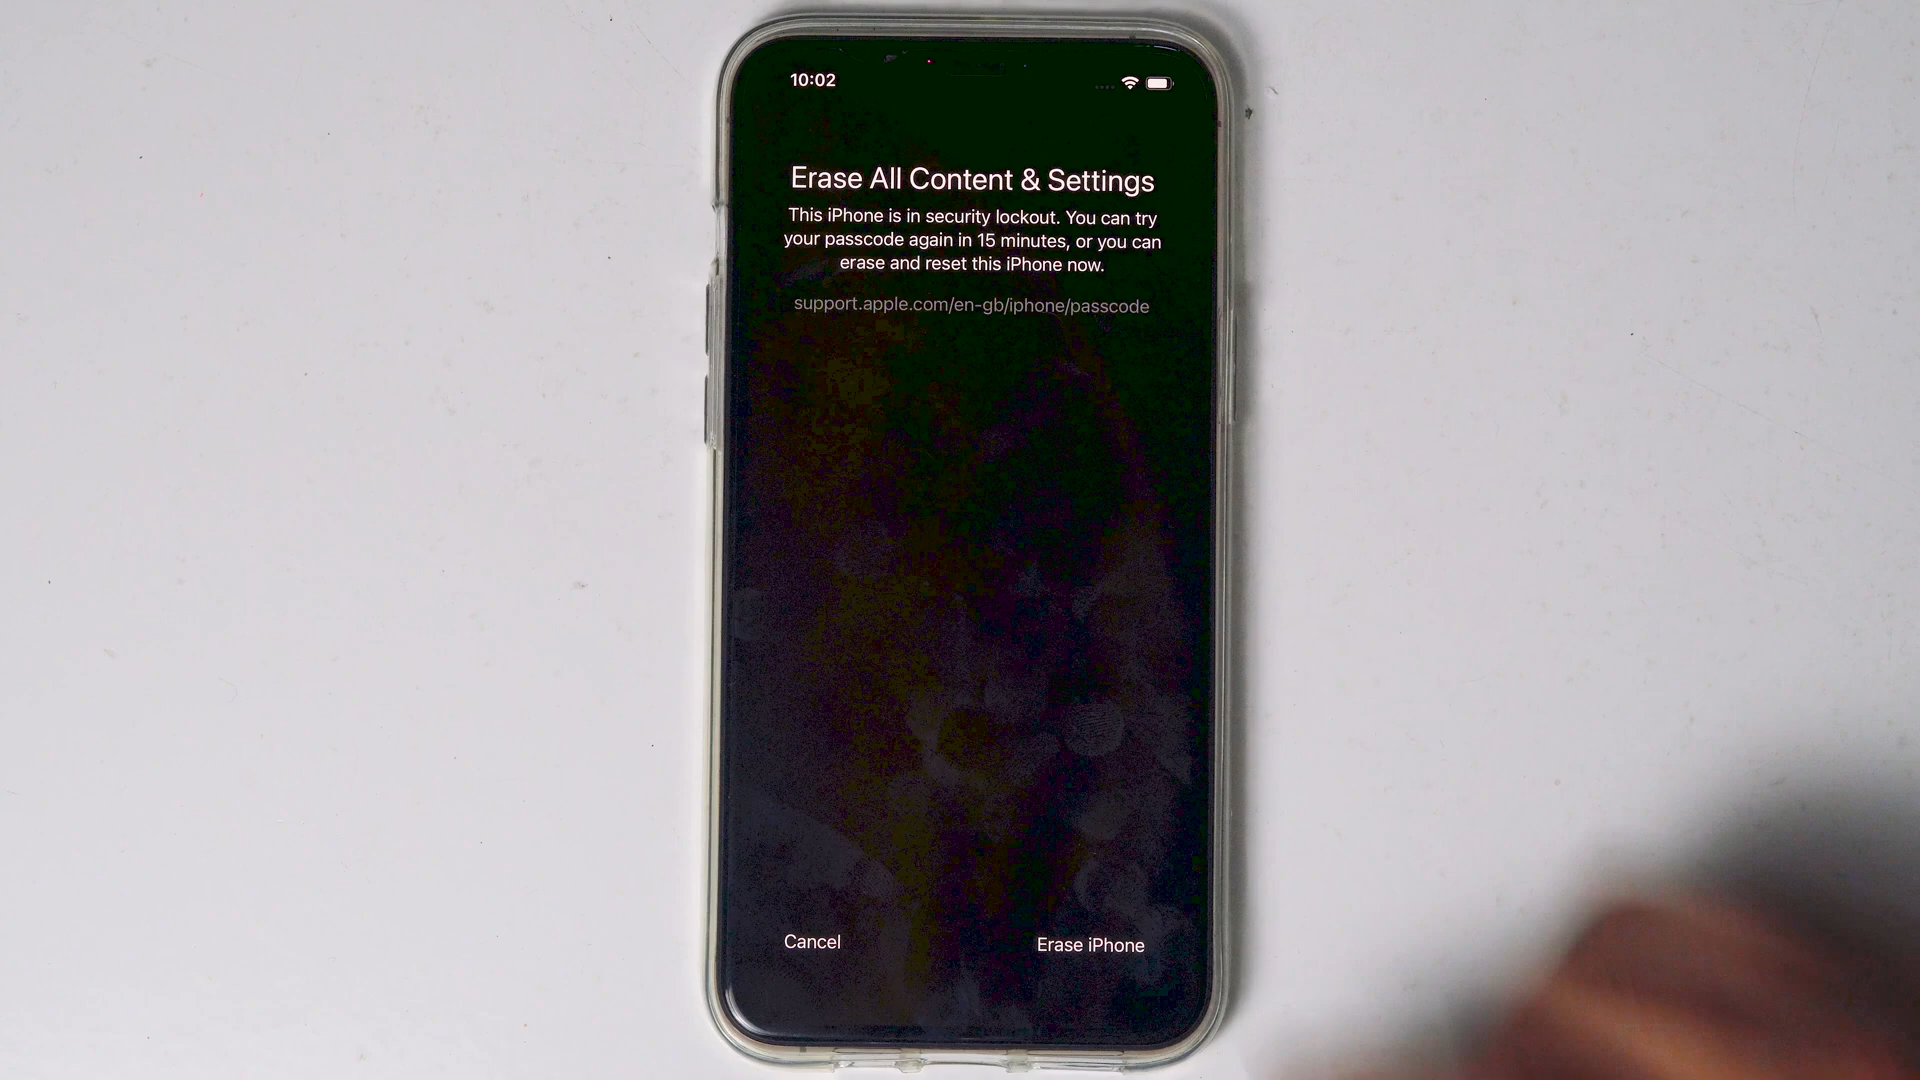 10:02
Erase All Content & Settings
This iPhone is in security lockout. You can try
your passcode again in 15 minutes, or you can
erase and reset this iPhone now.
support.apple.com/en-gb/iphone/passcode
Cancel
Erase iPhone